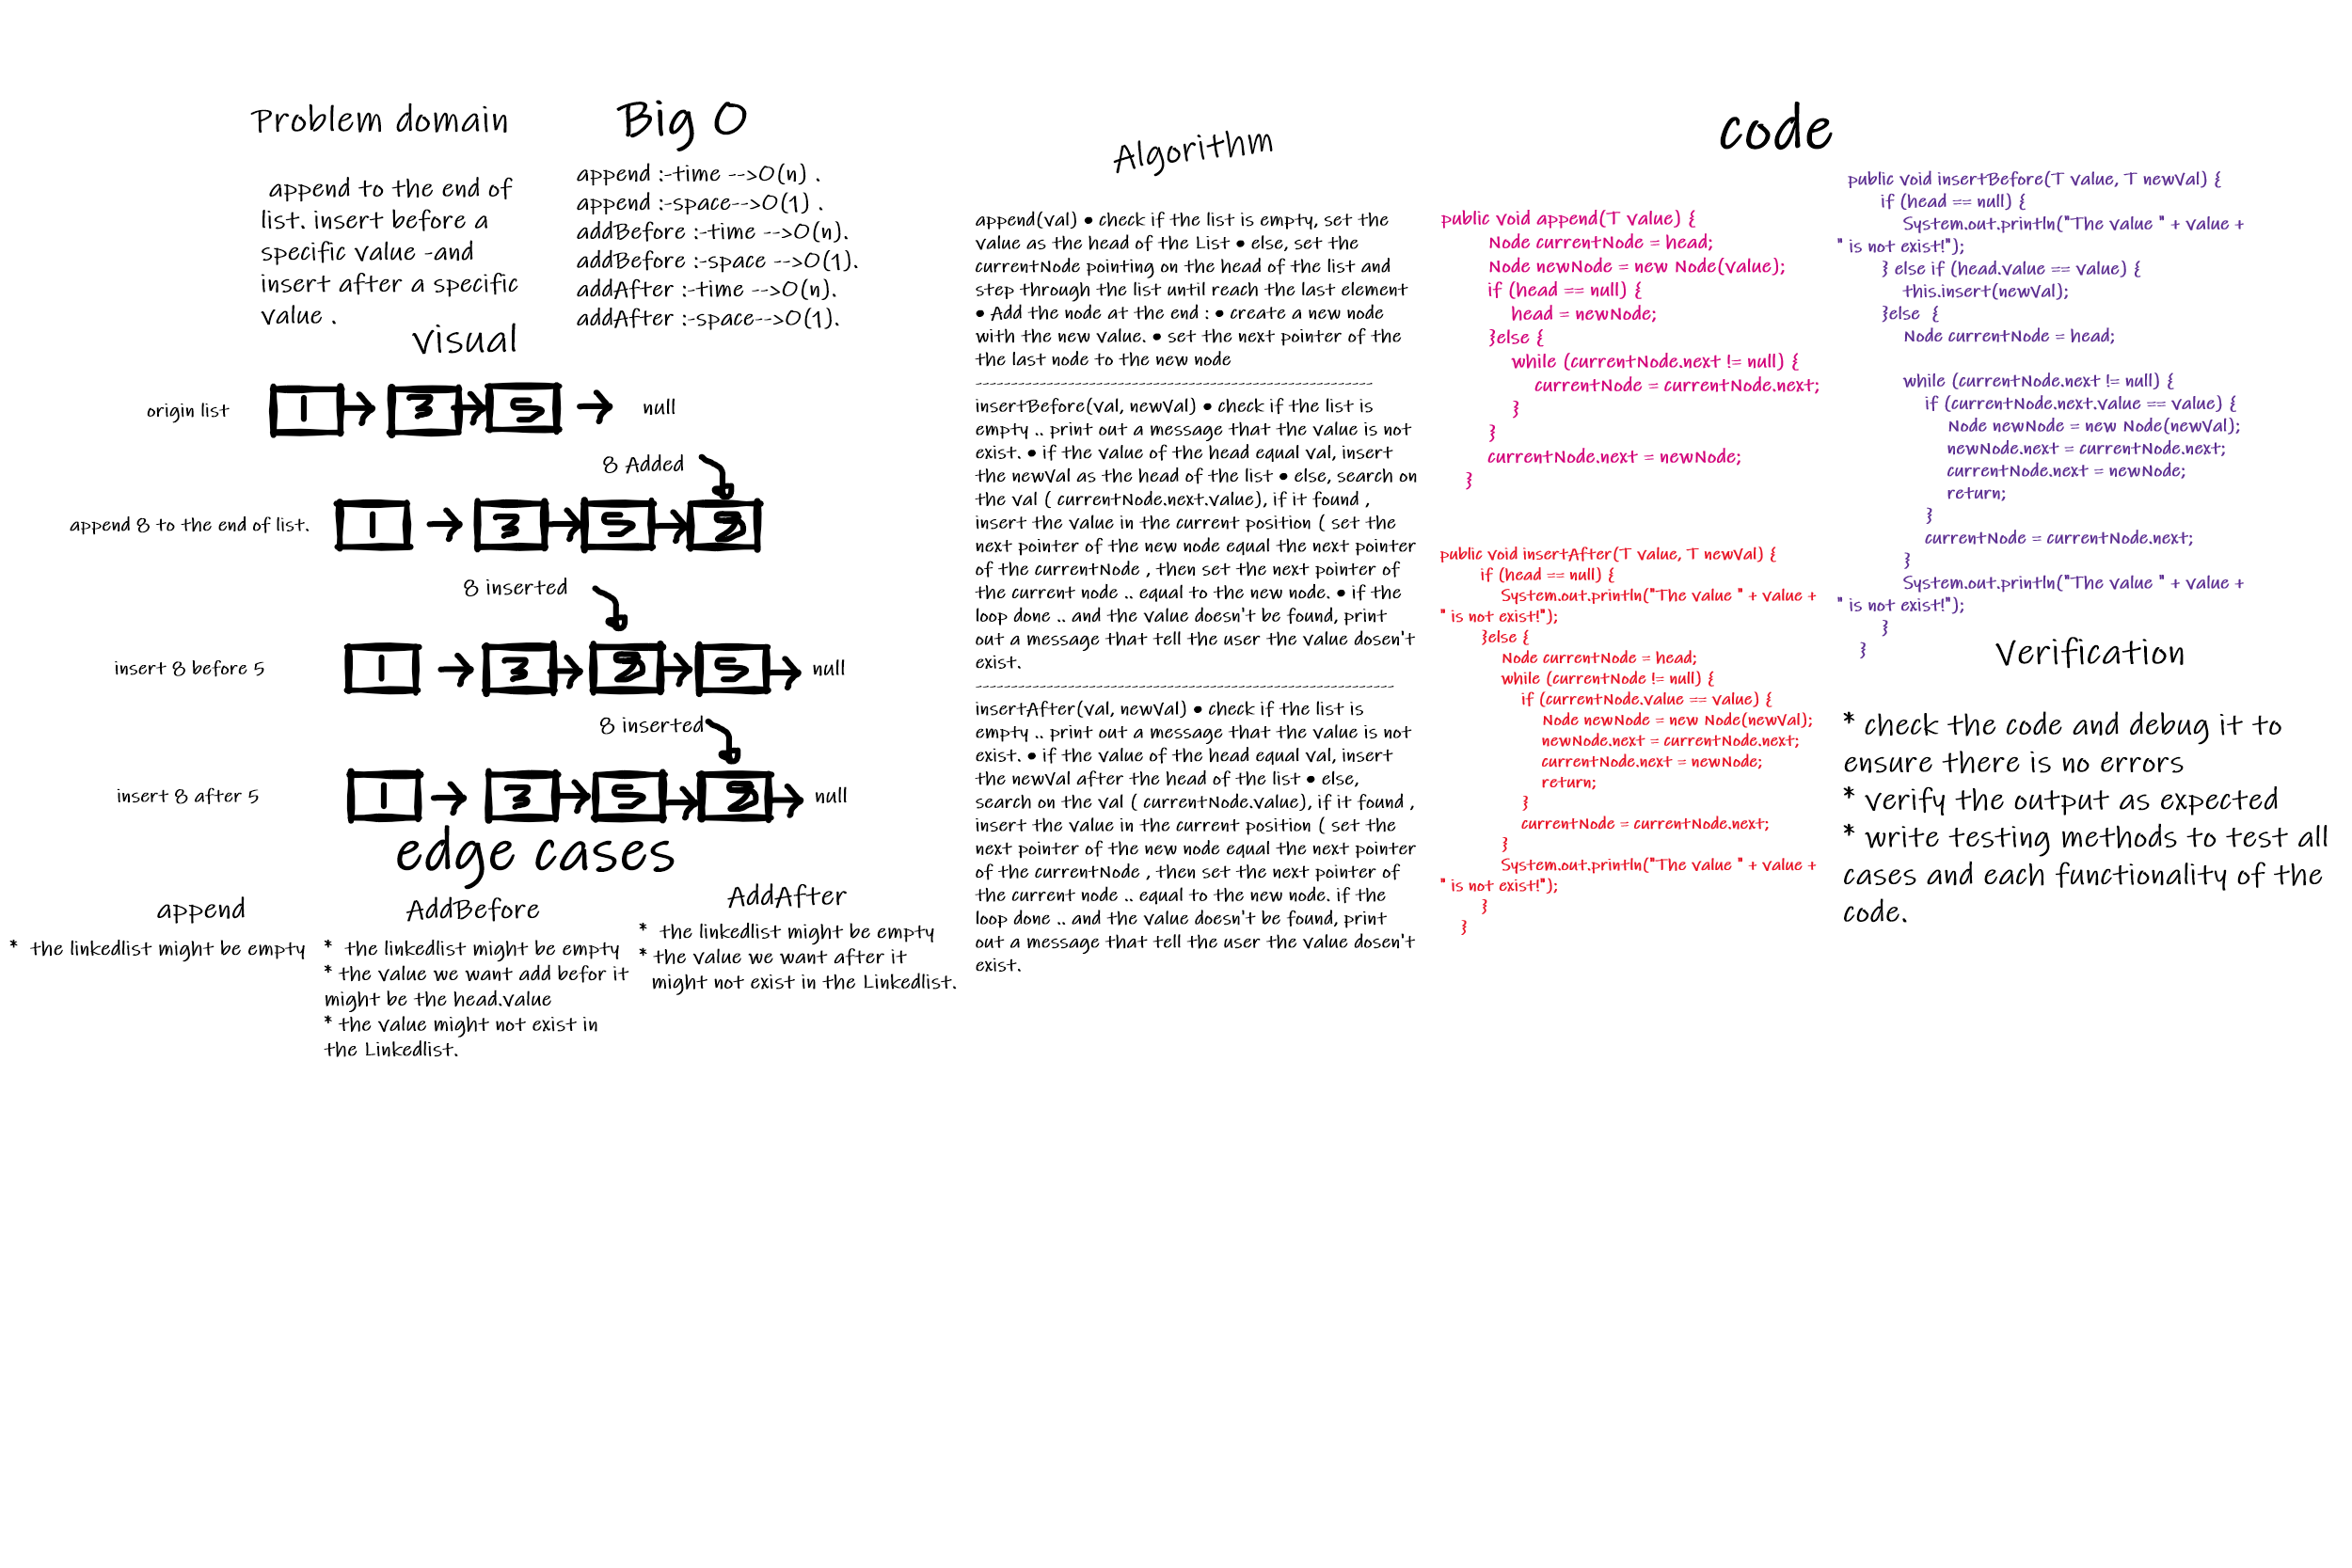 Problem domain
append to the end of
list. insert before a
specific value -and
insert after a specific
value .
Big O
append :-time -->O(n) .
append :-space-->O(1) .
addBefore :-time -->O(n).
addBefore :-space -->O(1).
addAfter :-time -->O(n).
addAfter :-space-->O(1).
visual
origin list
1
3
5
null
8 Added
append 8 to the end of list.
1
3
5
8
8 inserted
insert 8 before 5
1
3
8
5
null
8 inserted
insert 8 after 5
1
3
5
8
null
edge cases
append
* the linkedlist might be empty
AddBefore
* the linkedlist might be empty
* the value we want add befor it
might be the head.value
* the value might not exist in
the Linkedlist.
AddAfter
* the linkedlist might be empty
* the value we want after it
might not exist in the Linkedlist.
Algorithm
append(val) • check if the list is empty, set the
value as the head of the List • else, set the
currentNode pointing on the head of the list and
step through the list until reach the last element
• Add the node at the end : • create a new node
with the new value. • set the next pointer of the
the last node to the new node
--------------------------------------------------------
insertBefore(val, newVal) • check if the list is
empty .. print out a message that the value is not
exist. • if the value of the head equal val, insert
the newVal as the head of the list • else, search on
the val ( currentNode.next.value), if it found ,
insert the value in the current position ( set the
next pointer of the new node equal the next pointer
of the currentNode , then set the next pointer of
the current node .. equal to the new node. • if the
loop done .. and the value doesn't be found, print
out a message that tell the user the value dosen't
exist.
-----------------------------------------------------------
insertAfter(val, newVal) • check if the list is
empty .. print out a message that the value is not
exist. • if the value of the head equal val, insert
the newVal after the head of the list • else,
search on the val ( currentNode.value), if it found ,
insert the value in the current position ( set the
next pointer of the new node equal the next pointer
of the currentNode , then set the next pointer of
the current node .. equal to the new node. if the
loop done .. and the value doesn't be found, print
out a message that tell the user the value dosen't
exist.
code
public void append(T value) {
Node currentNode = head;
Node newNode = new Node(value);
if (head == null) {
head = newNode;
}else {
while (currentNode.next != null) {
currentNode = currentNode.next;
}
}
currentNode.next = newNode;
}
public void insertAfter(T value, T newVal) {
if (head == null) {
System.out.println("The value " + value +
" is not exist!");
}else {
Node currentNode = head;
while (currentNode != null) {
if (currentNode.value == value) {
Node newNode = new Node(newVal);
newNode.next = currentNode.next;
currentNode.next = newNode;
return;
}
currentNode = currentNode.next;
}
System.out.println("The value " + value +
" is not exist!");
}
}
public void insertBefore(T value, T newVal) {
if (head == null) {
System.out.println("The value " + value +
" is not exist!");
} else if (head.value == value) {
this.insert(newVal);
}else {
Node currentNode = head;
while (currentNode.next != null) {
if (currentNode.next.value == value) {
Node newNode = new Node(newVal);
newNode.next = currentNode.next;
currentNode.next = newNode;
return;
}
currentNode = currentNode.next;
}
System.out.println("The value " + value +
" is not exist!");
}
}
Verification
* check the code and debug it to
ensure there is no errors
* verify the output as expected
* write testing methods to test all
cases and each functionality of the
code.